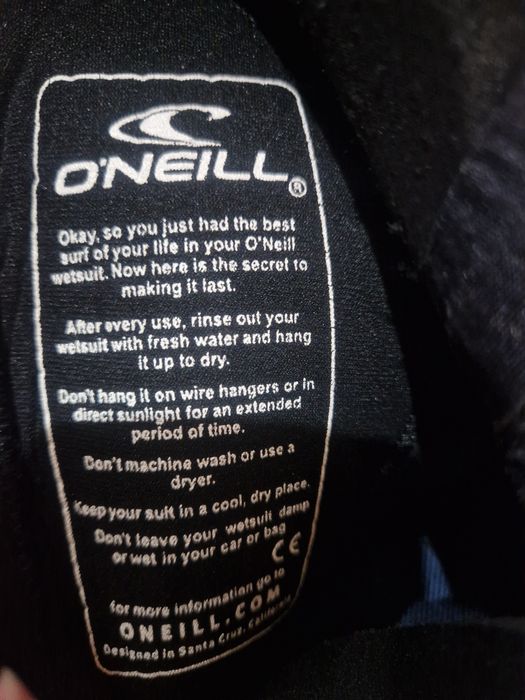 O'NEILL®
Okay, so you just had the best
surf of your life in your O'Neill
wetsuit. Now here is the secret to
making it last.
After every use, rinse out your
wetsuit with fresh water and hang
it up to dry.
Don't hang it on wire hangers or in
direct sunlight for an extended
period of time.
Don't machine wash or use a
dryer.
Keep your suit in a cool, dry place.
Don't leave your wetsuit damp
or wet in your car or bag
CE
for more information go to
ONEILL.COM
Designed in Santa Cruz, California